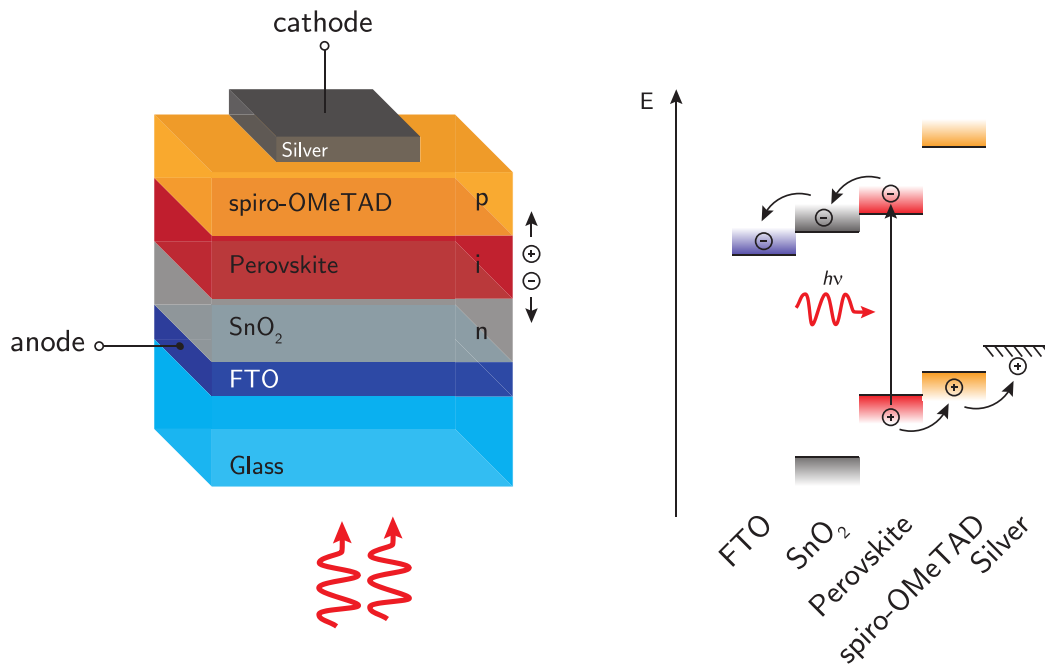 cathode
Silver
spiro-OMeTAD
p
Perovskite
i
SnO₂
n
anode
FTO
Glass
E
hν
FTO
SnO₂
Perovskite
spiro-OMeTAD
Silver